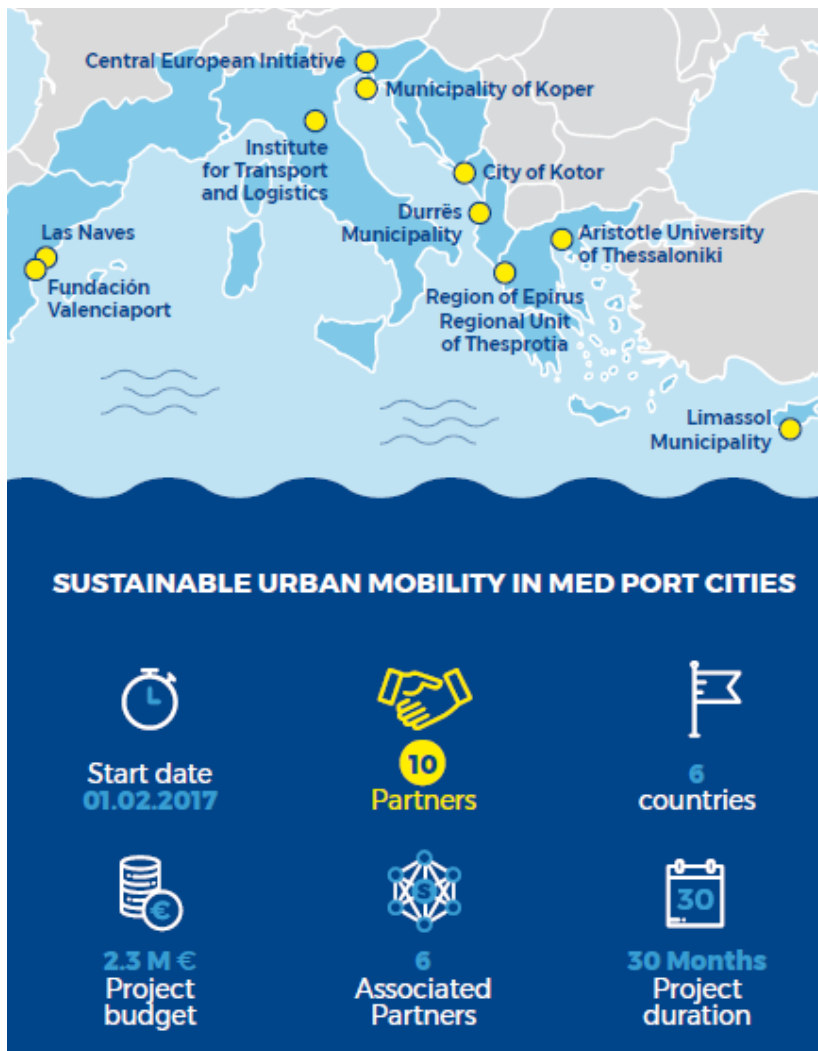 Central European Initiative
Municipality of Koper
Institute
for Transport
and Logistics
City of Kotor
Durrës
Municipality
Las Naves
Fundación
Valenciaport
Aristotle University
of Thessaloniki
Region of Epirus
Regional Unit
of Thesprotia
Limassol
Municipality
SUSTAINABLE URBAN MOBILITY IN MED PORT CITIES
Start date
01.02.2017
10
Partners
6
countries
€
2.3 M €
Project
budget
S
6
Associated
Partners
30
30 Months
Project
duration